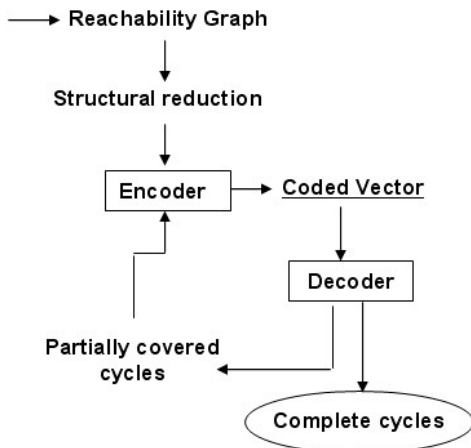 Reachability Graph
Structural reduction
Encoder
Coded Vector
Decoder
Partially covered
cycles
Complete cycles